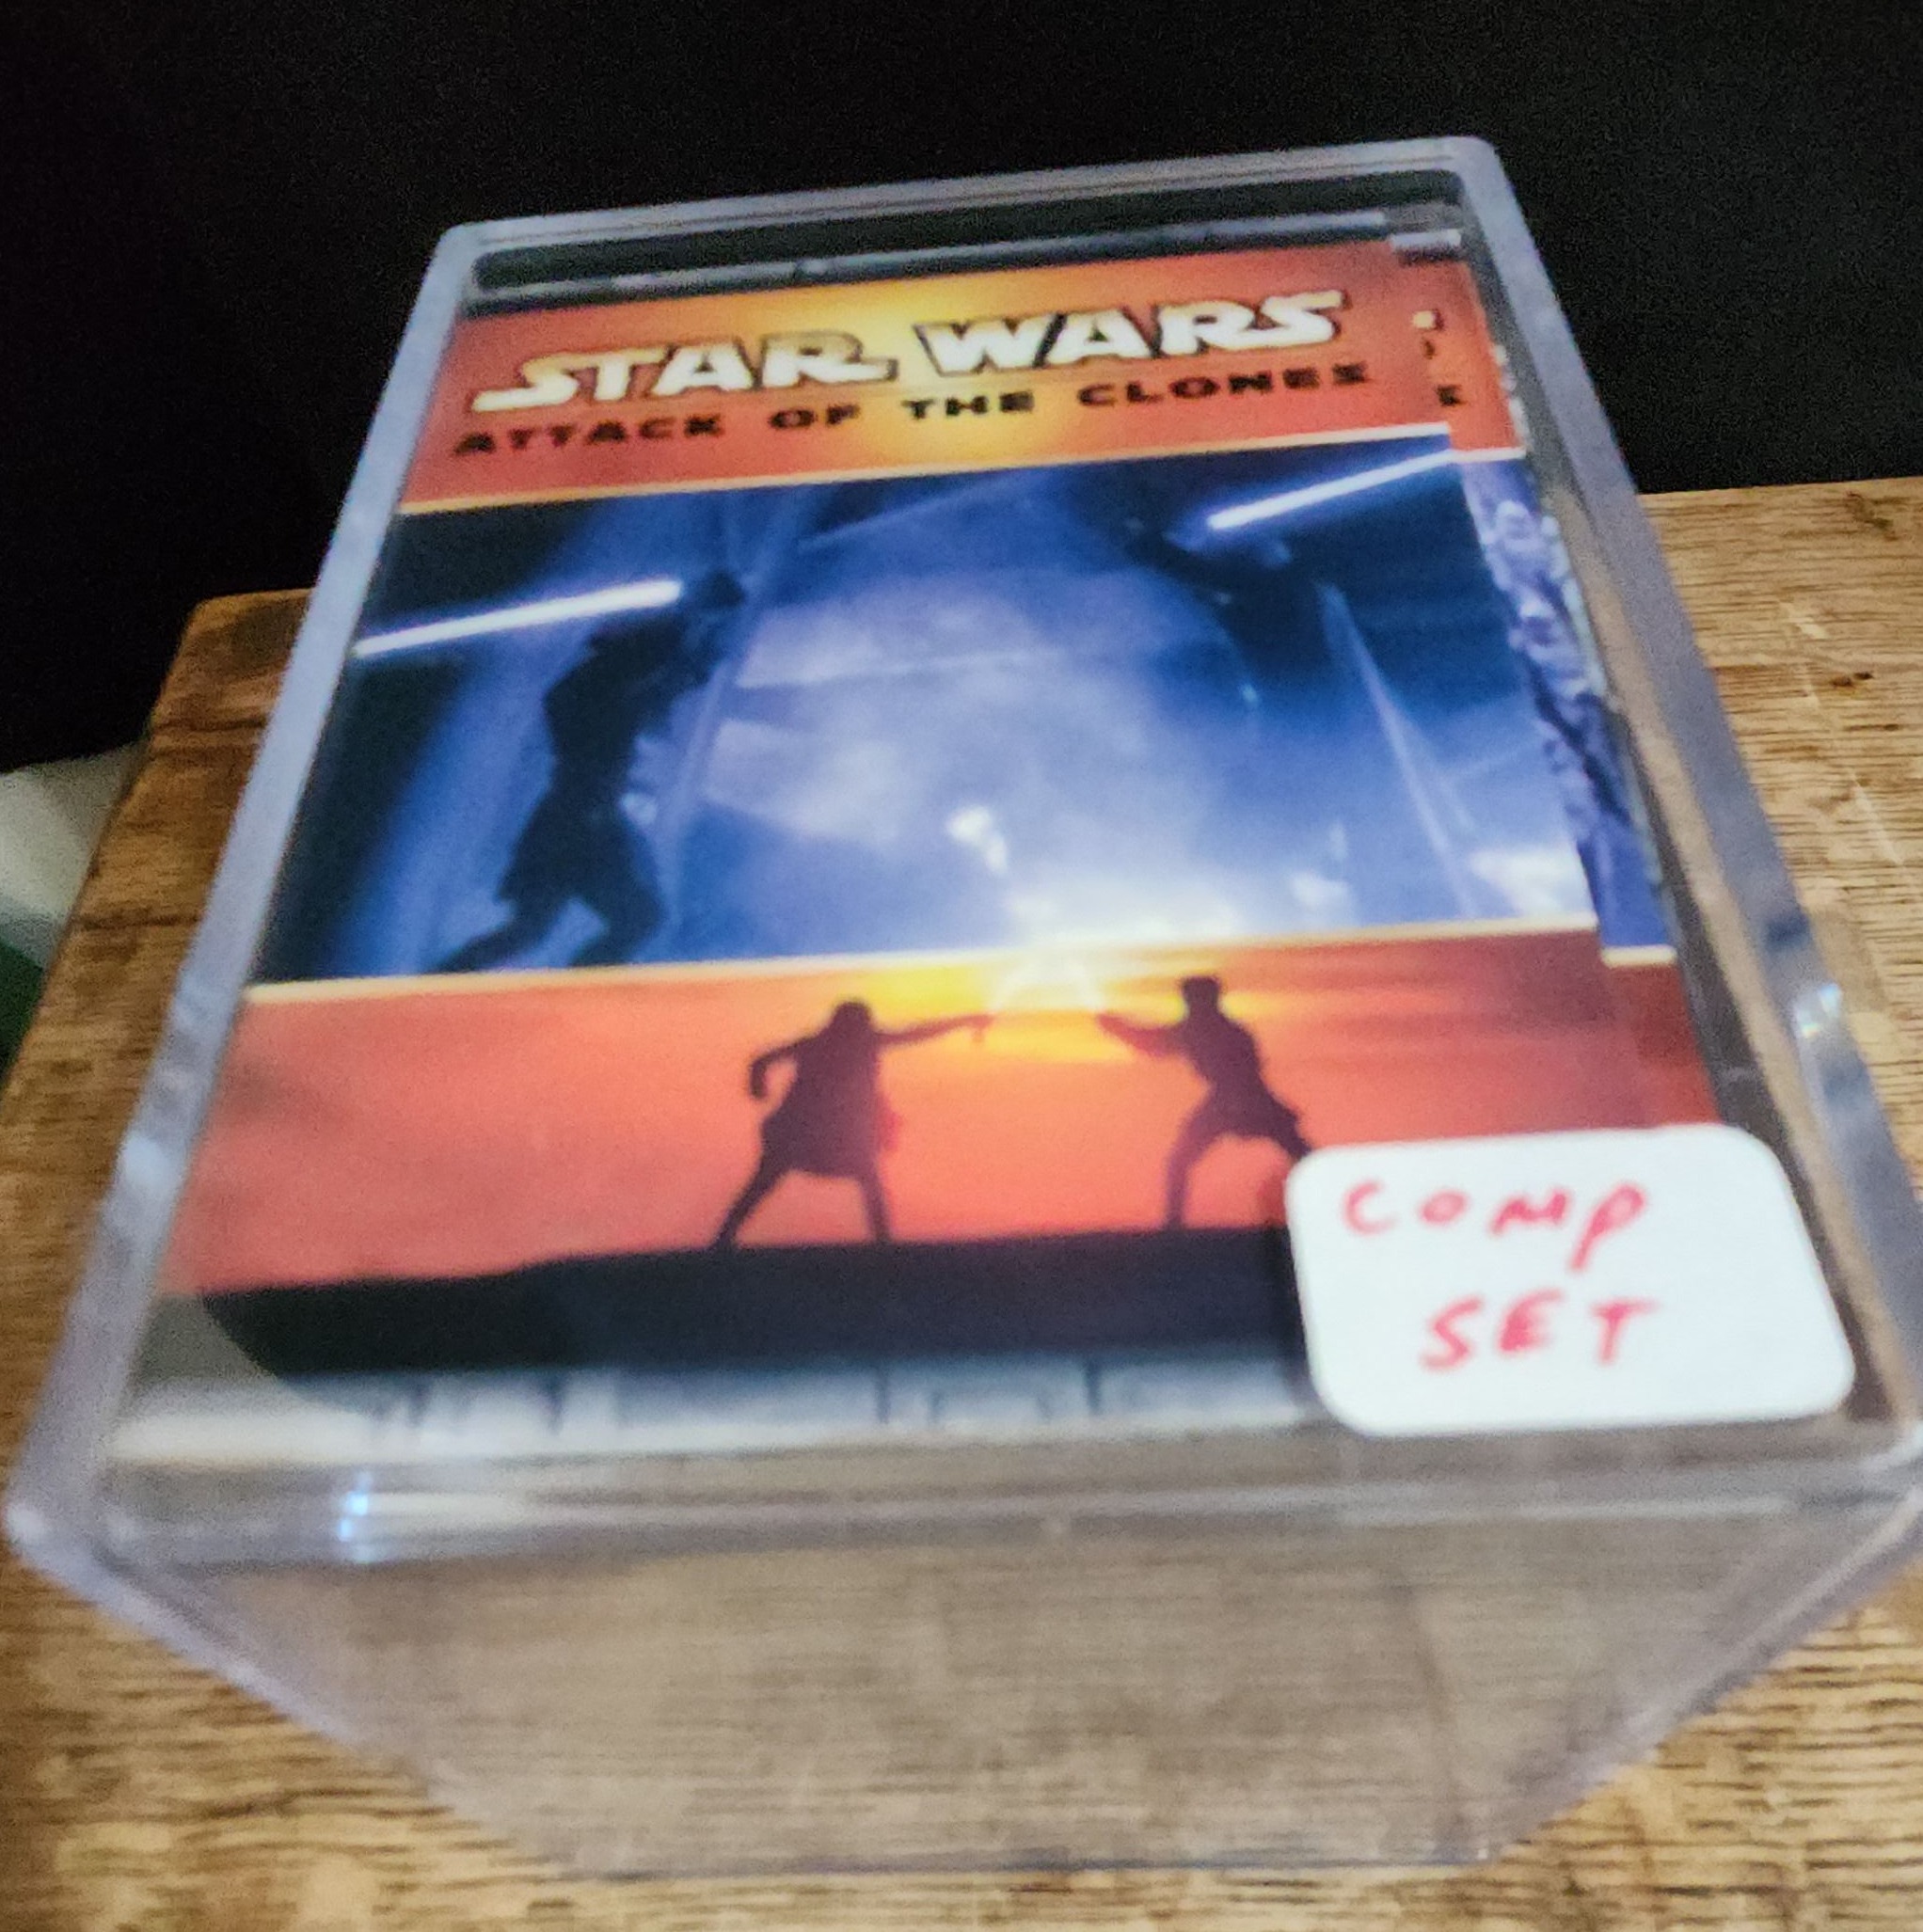 STAR WARS
ATTACK OF THE CLONES
COMP
SET